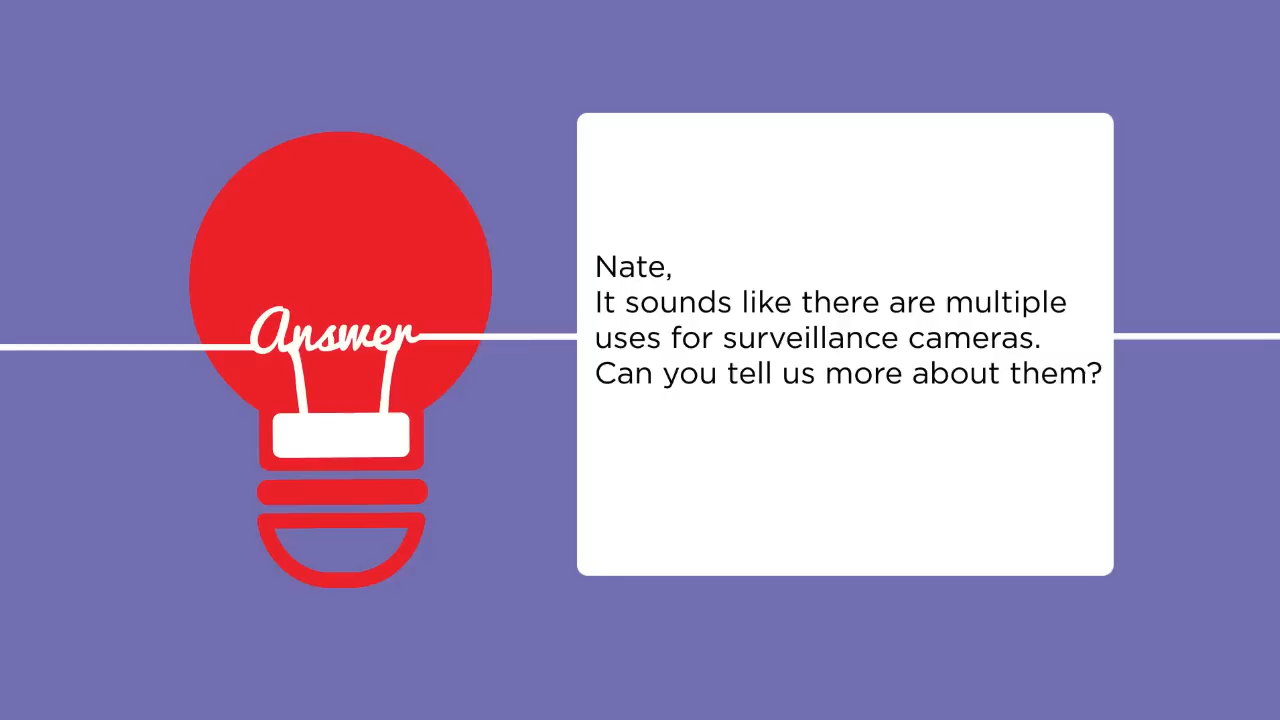 Answer
Nate,
It sounds like there are multiple
uses for surveillance cameras.
Can you tell us more about them?